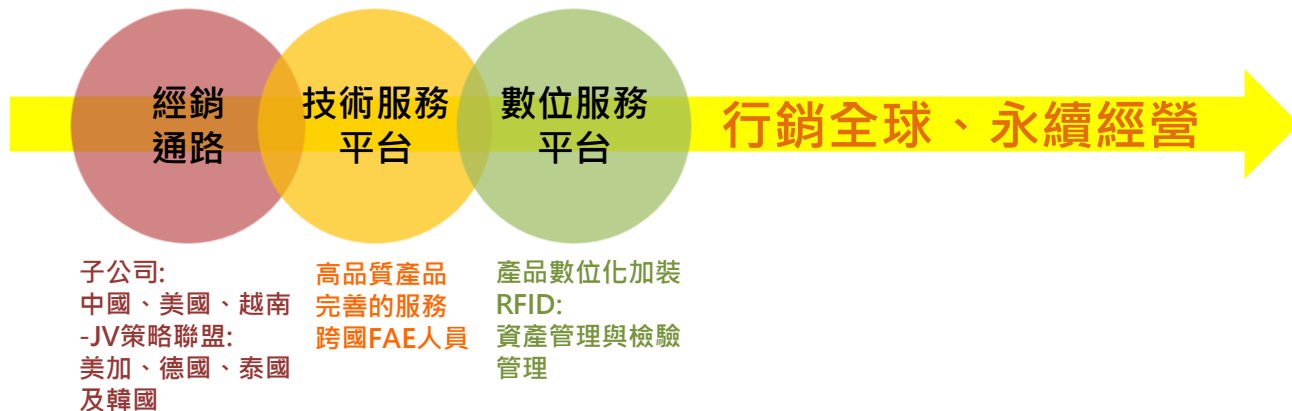 經銷
通路
技術服務
平台
數位服務
平台
行銷全球、永續經營
子公司:
中國、美國、越南
-JV策略聯盟:
美加、德國、泰國
及韓國
高品質產品
完善的服務
跨國FAE人員
產品數位化加裝
RFID:
資產管理與檢驗
管理